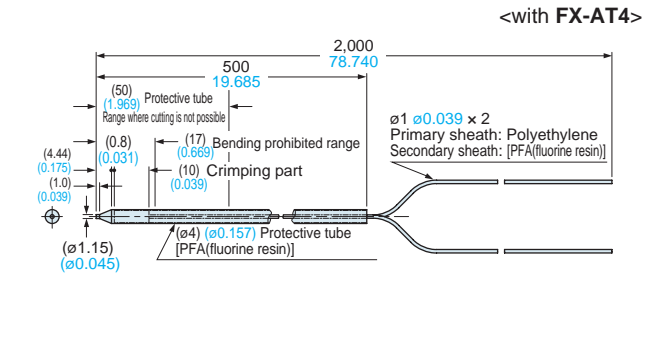 <with FX-AT4>
2,000
78.740
500
19.685
(50)
(1.969) Protective tube
Range where cutting is not possible
(0.8)
(0.031)
(17)
(0.669) Bending prohibited range
(4.44)
(0.175)
(10) Crimping part
(0.039)
(1.0)
(0.039)
ø1 ø0.039 × 2
Primary sheath: Polyethylene
Secondary sheath: [PFA(fluorine resin)]
(ø4) (ø0.157) Protective tube
[PFA(fluorine resin)]
(ø1.15)
(ø0.045)